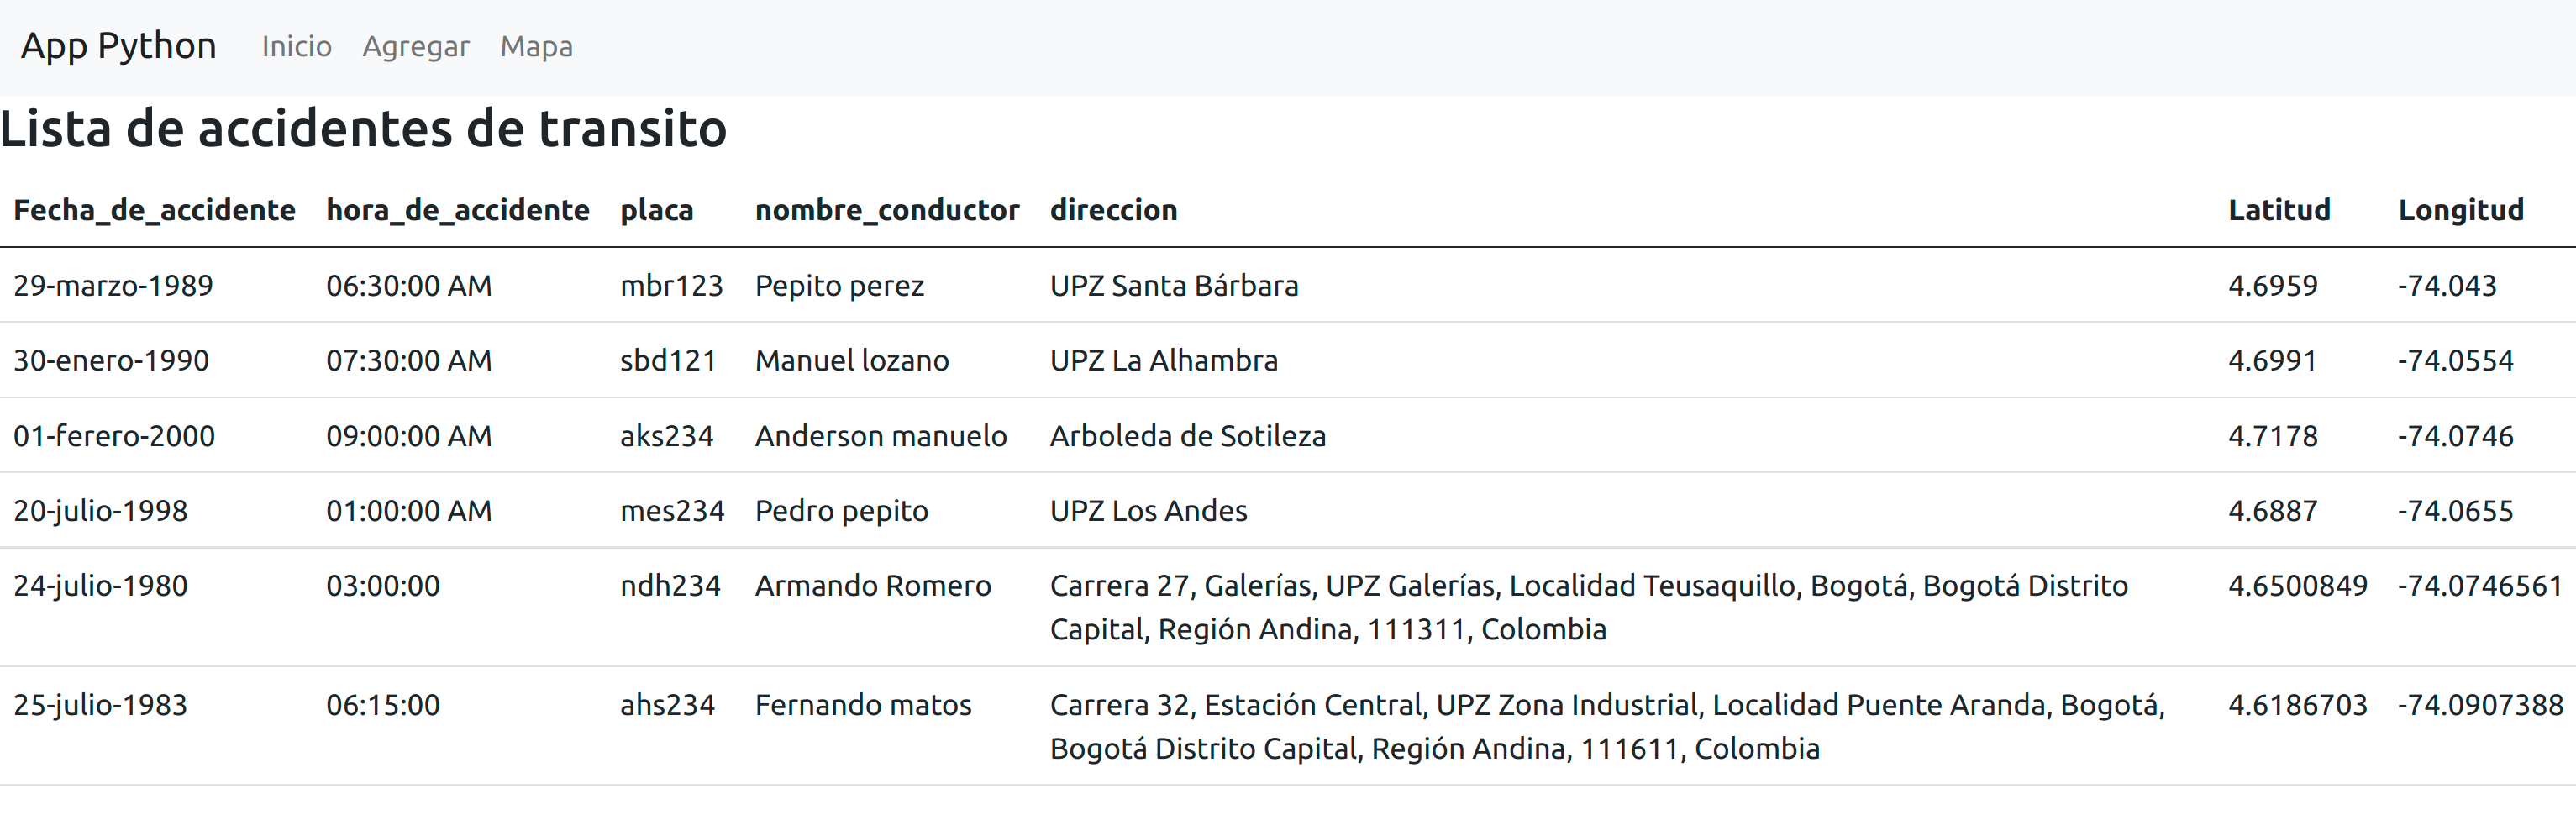 App Python Inicio Agregar Mapa
Lista de accidentes de transito
Fecha_de_accidente hora_de_accidente placa nombre_conductor direccion Latitud Longitud
29-marzo-1989 06:30:00 AM mbr123 Pepito perez UPZ Santa Bárbara 4.6959 -74.043
30-enero-1990 07:30:00 AM sbd121 Manuel lozano UPZ La Alhambra 4.6991 -74.0554
01-ferero-2000 09:00:00 AM aks234 Anderson manuelo Arboleda de Sotileza 4.7178 -74.0746
20-julio-1998 01:00:00 AM mes234 Pedro pepito UPZ Los Andes 4.6887 -74.0655
24-julio-1980 03:00:00 ndh234 Armando Romero Carrera 27, Galerías, UPZ Galerías, Localidad Teusaquillo, Bogotá, Bogotá Distrito 4.6500849 -74.0746561
Capital, Región Andina, 111311, Colombia
25-julio-1983 06:15:00 ahs234 Fernando matos Carrera 32, Estación Central, UPZ Zona Industrial, Localidad Puente Aranda, Bogotá, 4.6186703 -74.0907388
Bogotá Distrito Capital, Región Andina, 111611, Colombia